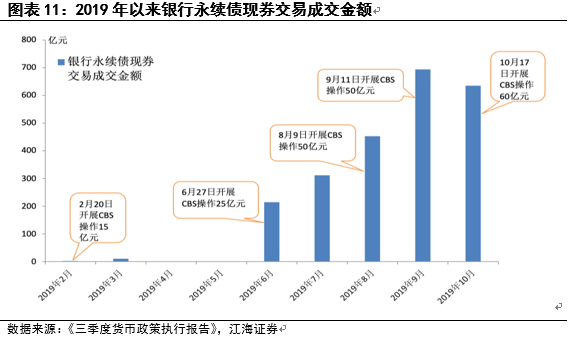 图表 11：2019 年以来银行永续债现券交易成交金额
亿元
银行永续债现券
交易成交金额
800
700
600
500
400
300
200
100
0
2月20日
开展CBS
操作15
亿元
6月27日开展
CBS操作25亿元
8月9日开展CBS
操作50亿元
9月11日开展CBS
操作50亿元
10月17
日开展
CBS操作
60亿元
2019年2月
2019年3月
2019年4月
2019年5月
2019年6月
2019年7月
2019年8月
2019年9月
2019年10月
数据来源：《三季度货币政策执行报告》，江海证券